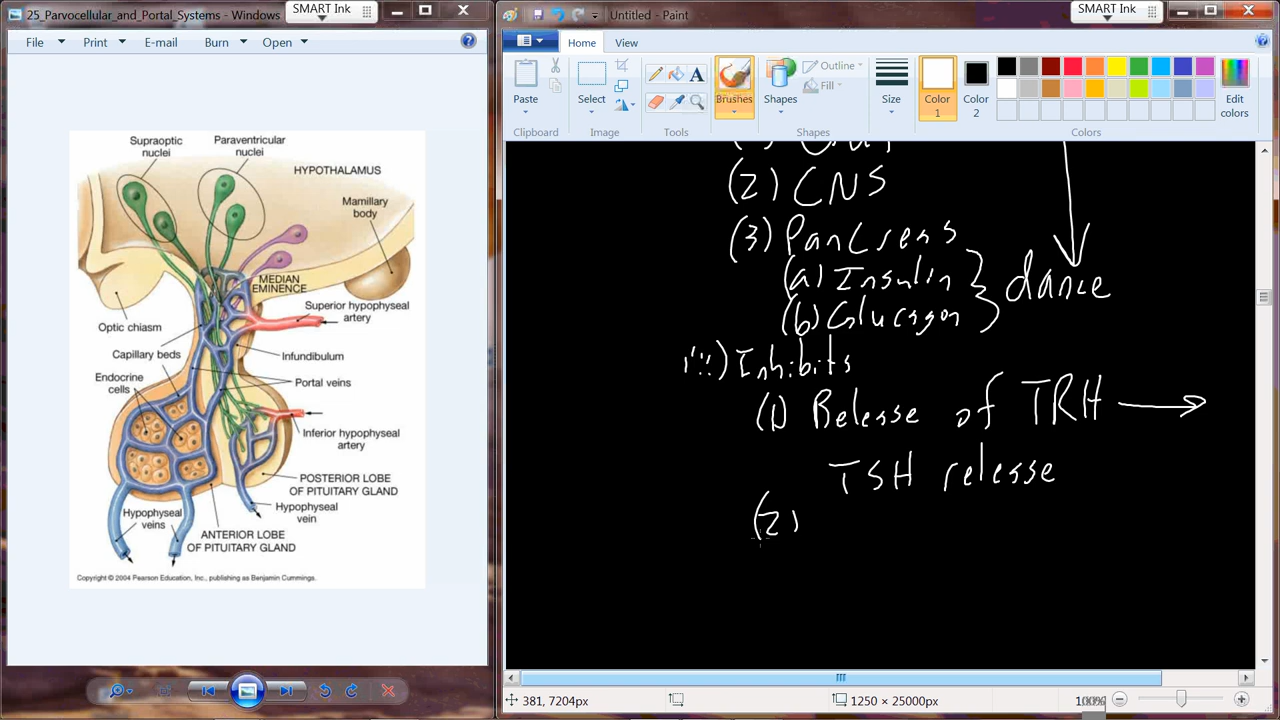 25_Parvocellular_and_Portal_Systems - Windows
SMART Ink
File Print E-mail Burn Open
Supraoptic nuclei
Paraventricular nuclei
HYPOTHALAMUS
Mamillary body
MEDIAN EMINENCE
Superior hypophyseal artery
Optic chiasm
Capillary beds
Infundibulum
Endocrine cells
Portal veins
Inferior hypophyseal artery
POSTERIOR LOBE OF PITUITARY GLAND
Hypophyseal veins
Hypophyseal vein
ANTERIOR LOBE OF PITUITARY GLAND
Copyright © 2004 Pearson Education, Inc., publishing as Benjamin Cummings.
Untitled - Paint
SMART Ink
Home View
Paste
Select
Brushes
Shapes
Outline
Fill
Size
Color 1
Color 2
Edit colors
Clipboard Image Tools Shapes Colors
(2) CNS
(3) Pancreas
(a) Insulin
(b) Glucagon
dance
iii) Inhibits
(1) Release of TRH
TSH release
(2)
381, 7204px
1250 × 25000px
100%